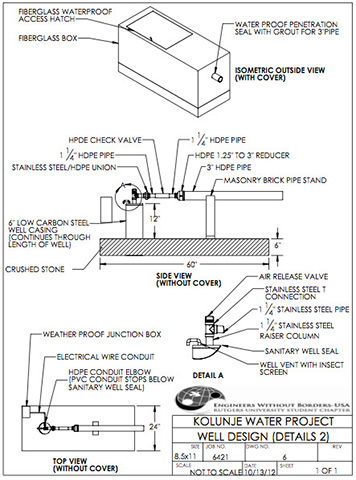 FIBERGLASS WATERPROOF
ACCESS HATCH
FIBERGLASS BOX
WATER PROOF PENETRATION
SEAL WITH GROUT FOR 3"PIPE
ISOMETRIC OUTSIDE VIEW
(WITH COVER)
HPDE CHECK VALVE
1 1/4" HDPE PIPE
STAINLESS STEEL/HDPE UNION
1 1/4" HDPE PIPE
HDPE 1.25" TO 3" REDUCER
3" HDPE PIPE
MASONRY BRICK PIPE STAND
A
12"
6" LOW CARBON STEEL
WELL CASING
(CONTINUES THROUGH
LENGTH OF WELL)
CRUSHED STONE
6"
60"
SIDE VIEW
(WITHOUT COVER)
AIR RELEASE VALVE
STAINLESS STEEL T
CONNECTION
1 1/4" STAINLESS STEEL PIPE
1 1/4" STAINLESS STEEL
RAISER COLUMN
SANITARY WELL SEAL
WELL VENT WITH INSECT
SCREEN
DETAIL A
WEATHER PROOF JUNCTION BOX
ELECTRICAL WIRE CONDUIT
HDPE CONDUIT ELBOW
(PVC CONDUIT STOPS BELOW
SANITARY WELL SEAL)
24"
TOP VIEW
(WITHOUT COVER)
ENGINEERS WITHOUT BORDERS-USA
RUTGERS UNIVERSITY STUDENT CHAPTER
KOLUNJE WATER PROJECT
WELL DESIGN (DETAILS 2)
SIZE JOB NO. DWG NO. REV
8.5x11 6421 6
SCALE SHEET
NOT TO SCALE 10/13/12 1 OF 1